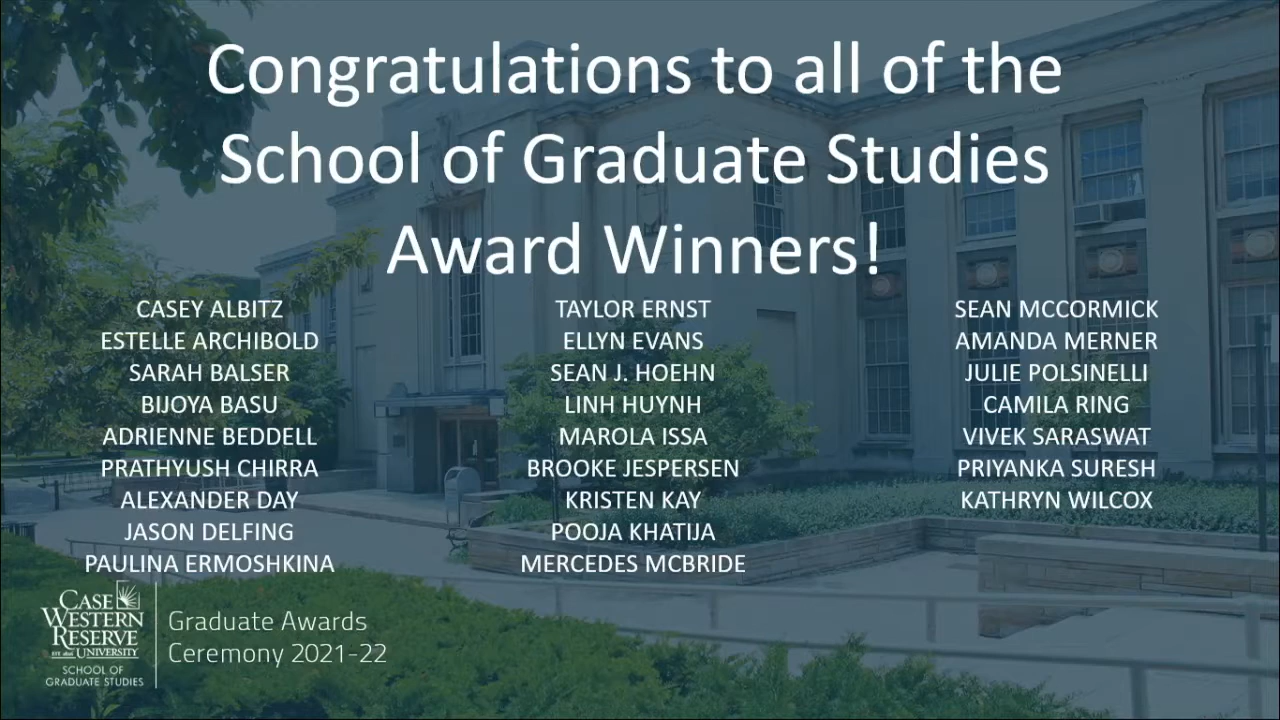 Congratulations to all of the
School of Graduate Studies
Award Winners!
CASEY ALBITZ
ESTELLE ARCHIBOLD
SARAH BALSER
BIJOYA BASU
ADRIENNE BEDDELL
PRATHYUSH CHIRRA
ALEXANDER DAY
JASON DELFING
PAULINA ERMOSHKINA
TAYLOR ERNST
ELLYN EVANS
SEAN J. HOEHN
LINH HUYNH
MAROLA ISSA
BROOKE JESPERSEN
KRISTEN KAY
POOJA KHATIJA
MERCEDES MCBRIDE
SEAN MCCORMICK
AMANDA MERNER
JULIE POLSINELLI
CAMILA RING
VIVEK SARASWAT
PRIYANKA SURESH
KATHRYN WILCOX
CASE
WESTERN
RESERVE
UNIVERSITY
SCHOOL OF
GRADUATE STUDIES
Graduate Awards
Ceremony 2021-22